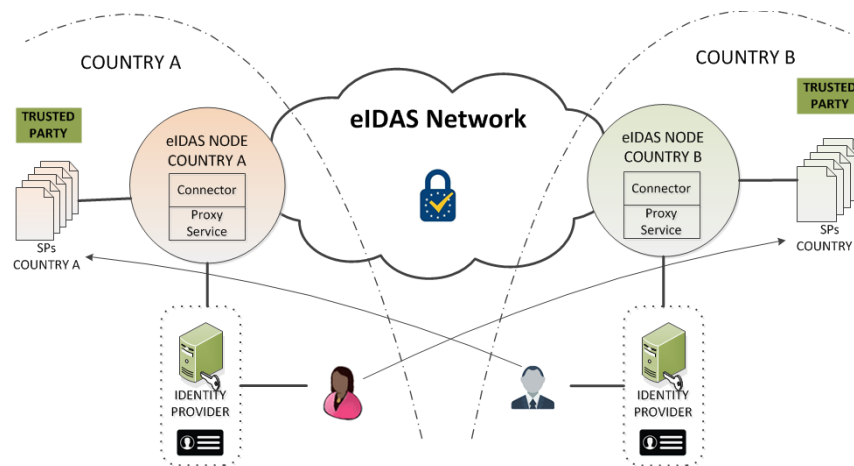 COUNTRY A
COUNTRY B
TRUSTED
PARTY
eIDAS Network
TRUSTED
PARTY
eIDAS NODE
COUNTRY A
Connector
Proxy
Service
eIDAS NODE
COUNTRY B
Connector
Proxy
Service
SPs
COUNTRY A
SPs
COUNTRY
IDENTITY
PROVIDER
IDENTITY
PROVIDER